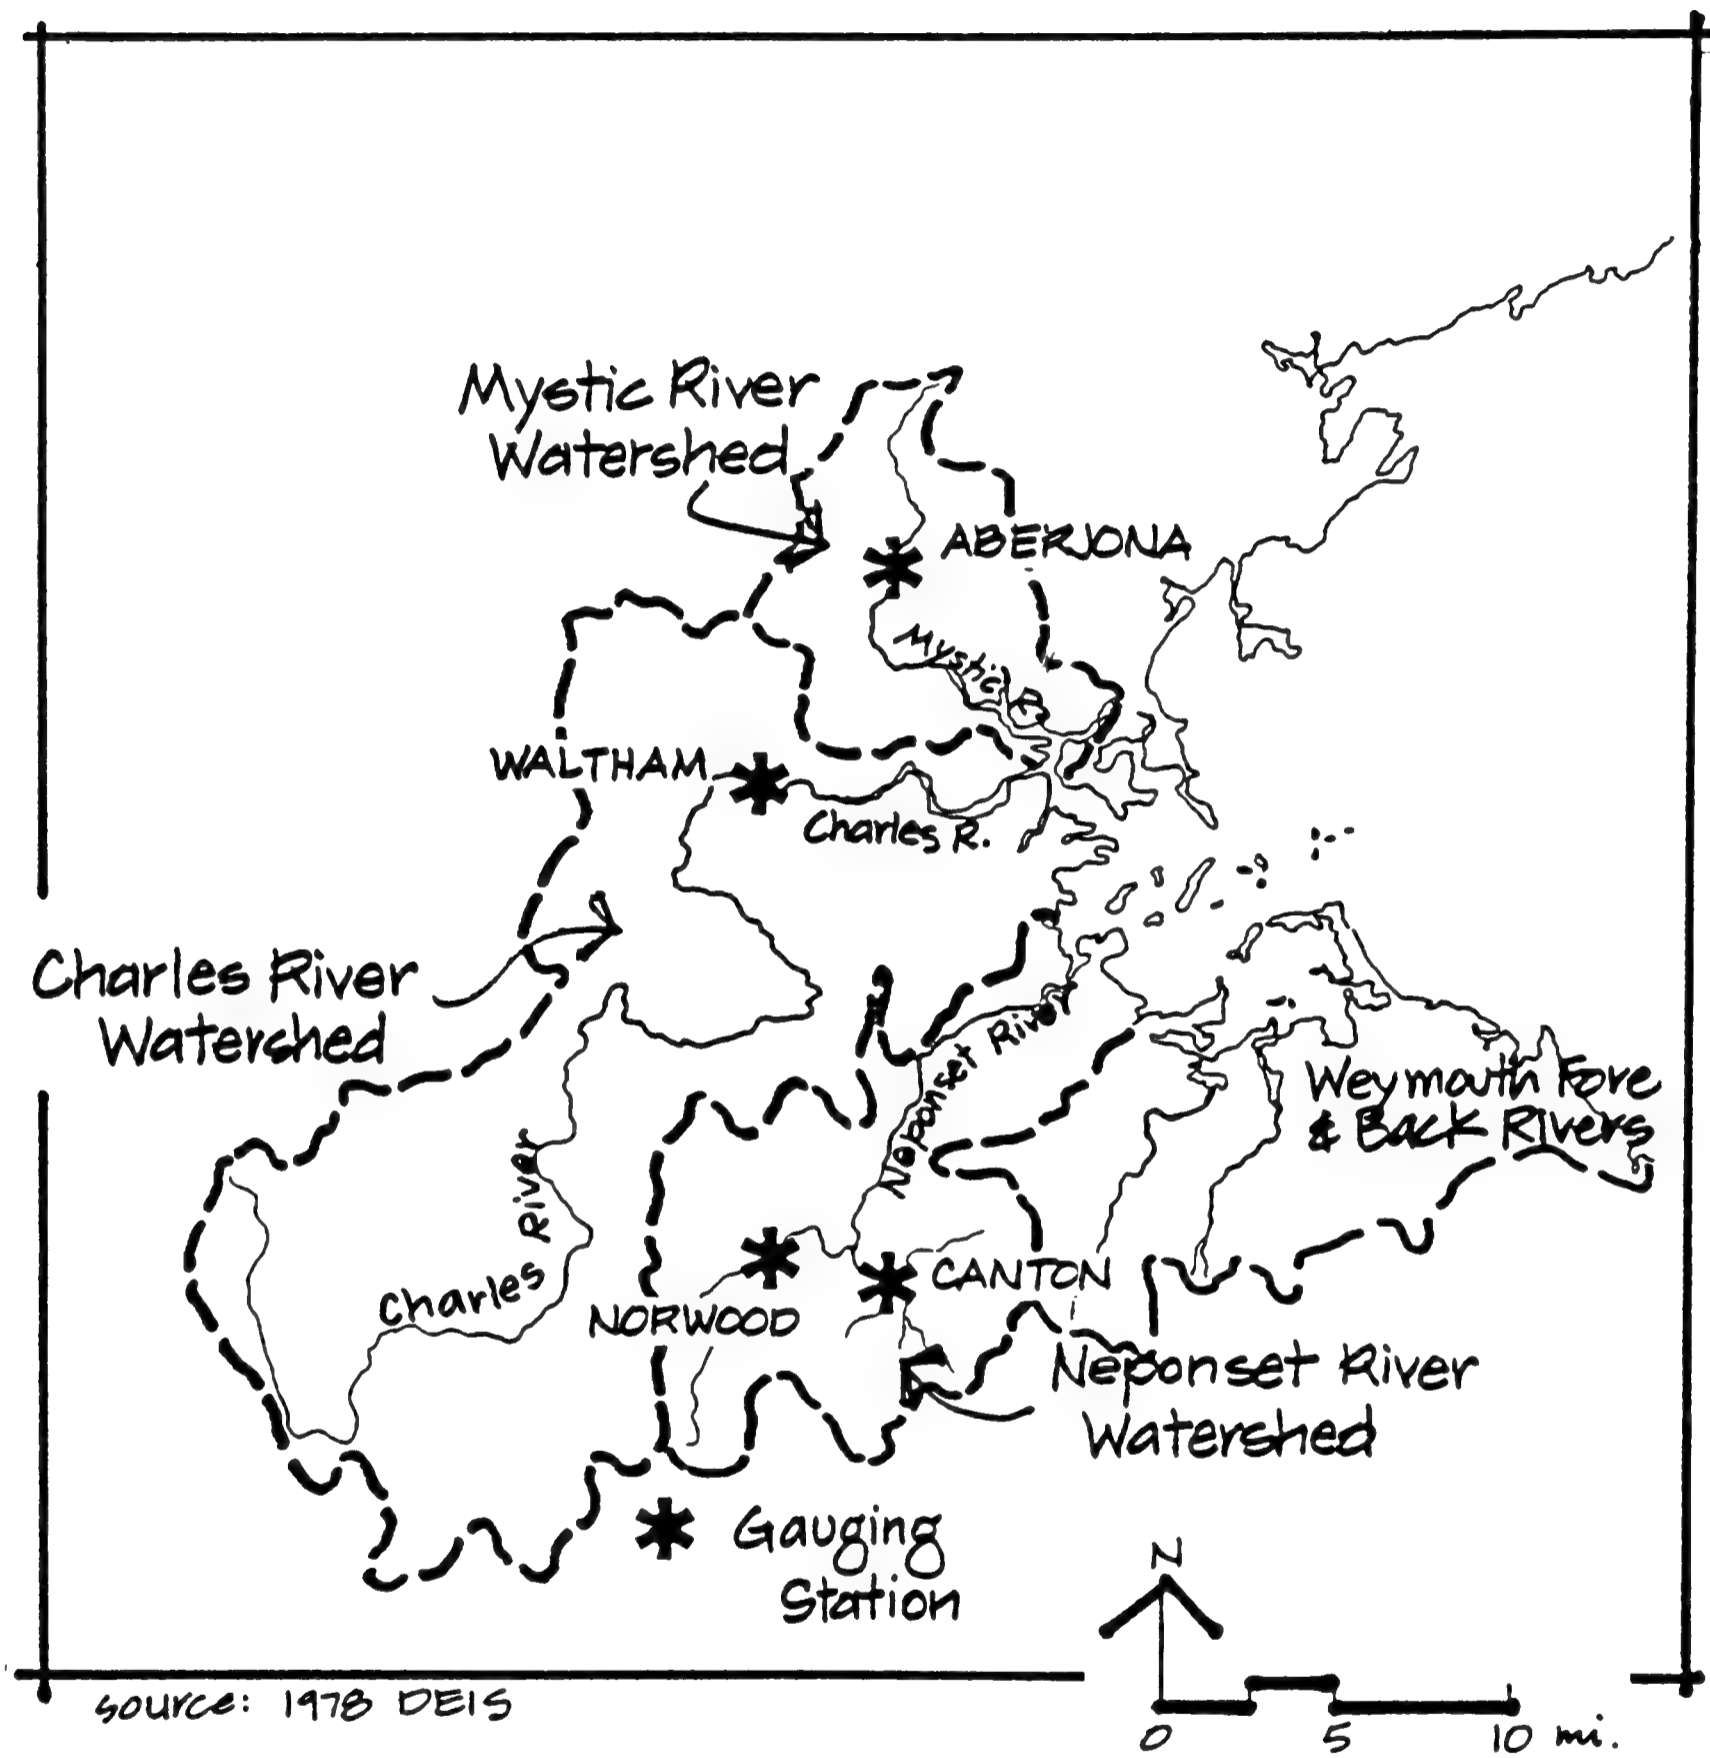 Mystic River
Watershed
ABERJONA
Mystic R.
WALTHAM
Charles R.
Charles River
Watershed
Neponset River
Weymouth Fore
& Back Rivers
Charles River
CANTON
NORWOOD
Neponset River
Watershed
* Gauging
Station
N
0 5 10 mi.
source: 1978 DEIS